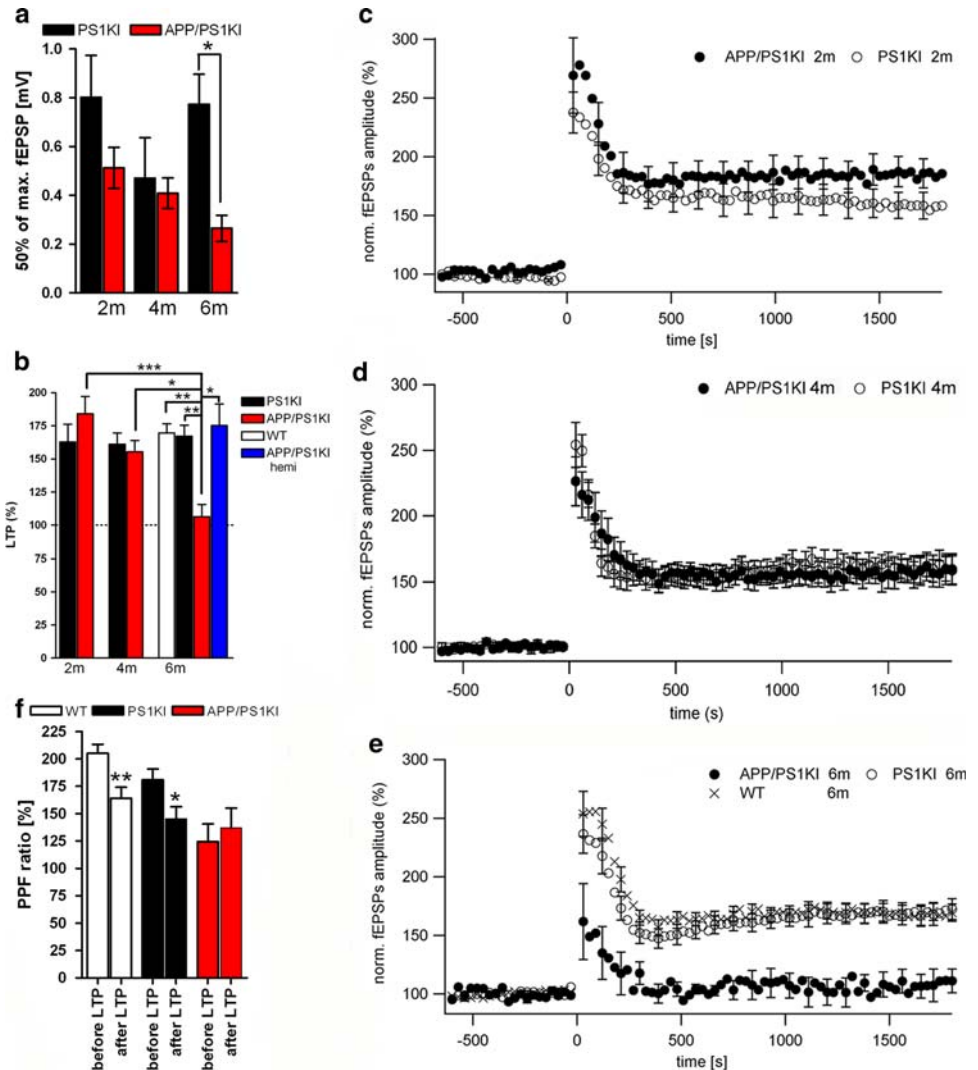 a
PS1KI APP/PS1KI
*
50% of max. fEPSP [mV]
1.0
0.8
0.6
0.4
0.2
0.0
2m 4m 6m
b
***
*
** *
**
PS1KI
APP/PS1KI
WT
APP/PS1KI
hemi
LTP (%)
200
175
150
125
100
75
50
25
0
2m 4m 6m
f
WT PS1KI APP/PS1KI
PPF ratio [%]
225
200
175
150
125
100
75
50
25
0
** *
before LTP
after LTP
before LTP
after LTP
before LTP
after LTP
c
APP/PS1KI 2m PS1KI 2m
norm. fEPSPs amplitude (%)
300
250
200
150
100
-500 0 500 1000 1500
time [s]
d
APP/PS1KI 4m PS1KI 4m
norm. fEPSPs amplitude (%)
300
250
200
150
100
-500 0 500 1000 1500
time (s)
e
APP/PS1KI 6m PS1KI 6m
WT 6m
norm. fEPSPs amplitude (%)
300
250
200
150
100
-500 0 500 1000 1500
time [s]